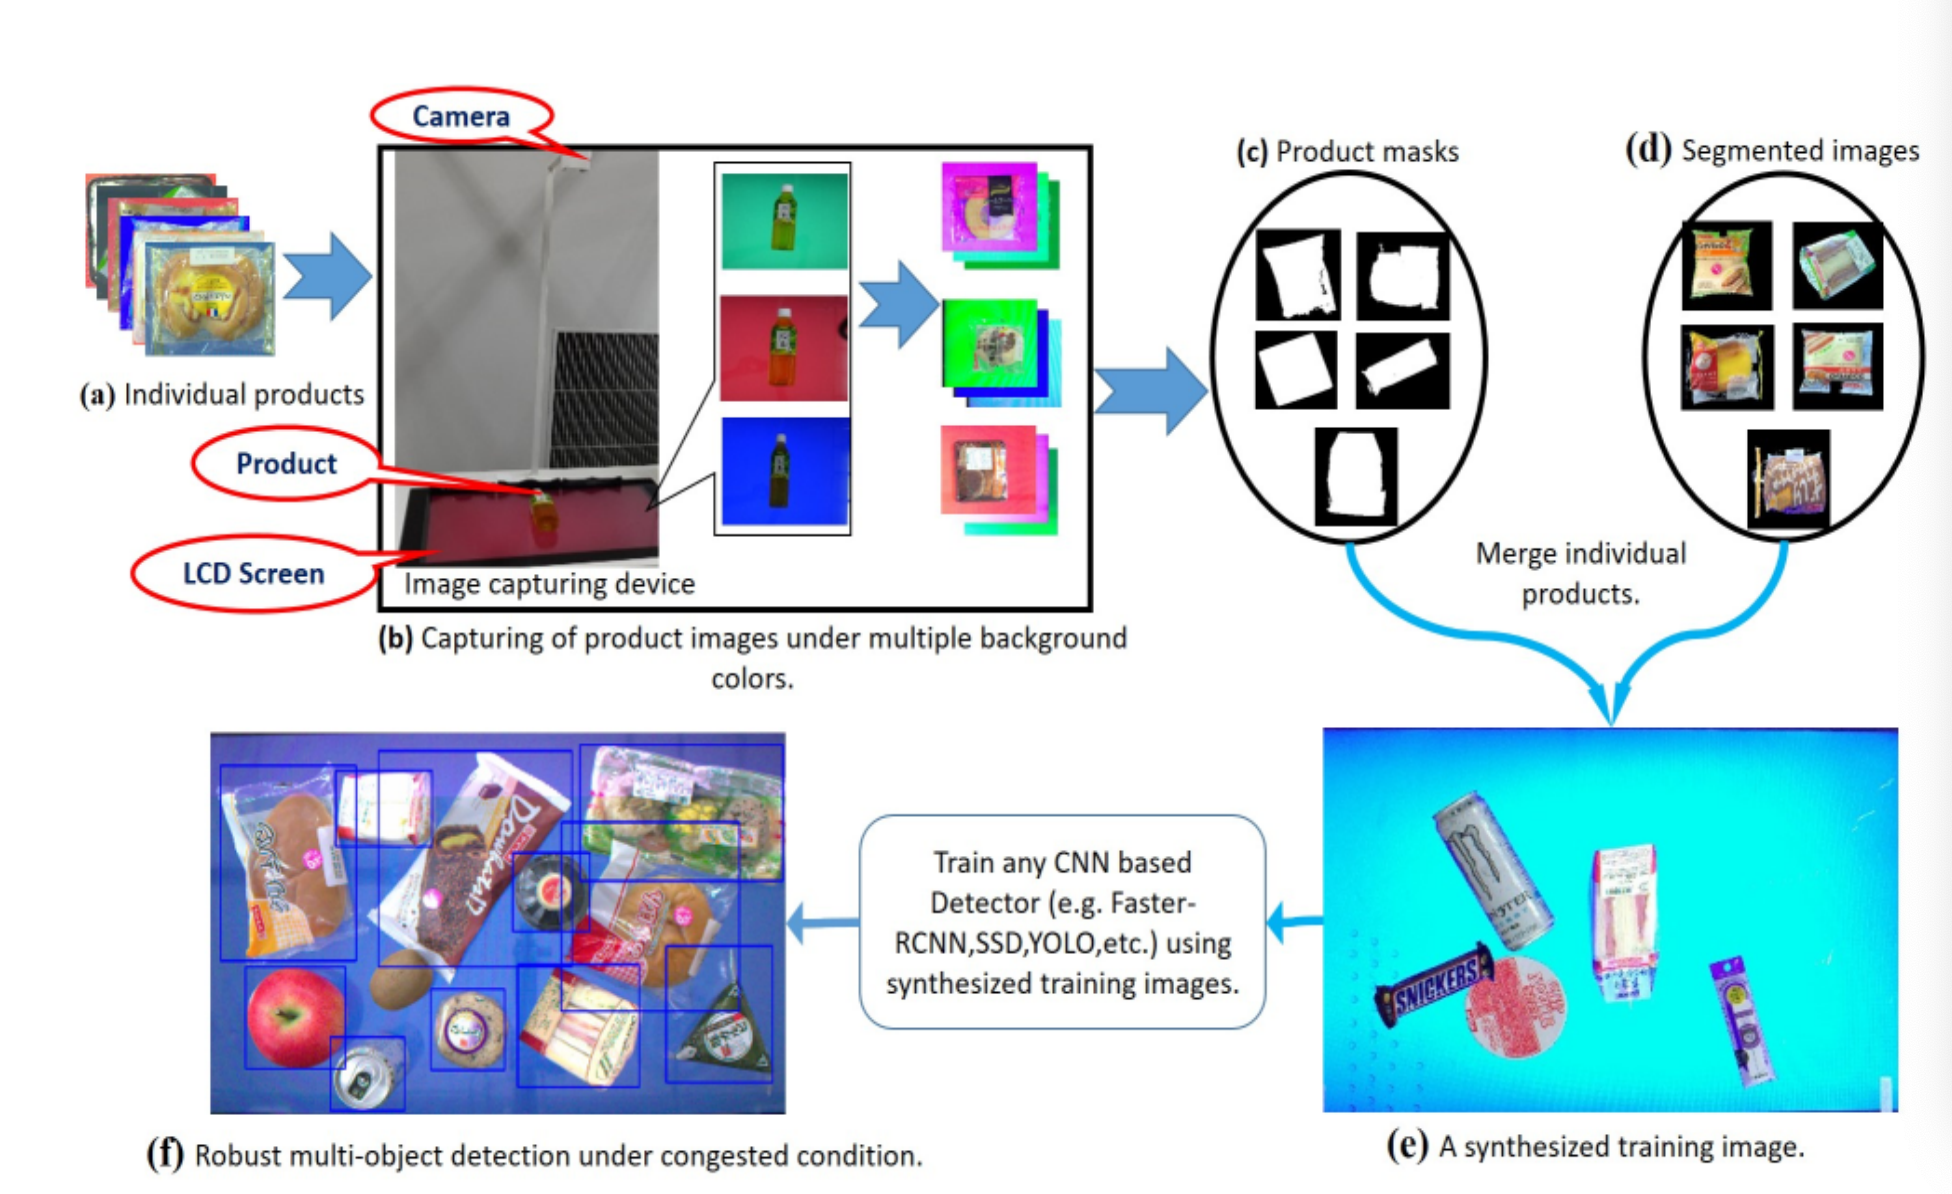 Camera
(c) Product masks
(d) Segmented images
(a) Individual products
Product
LCD Screen
Image capturing device
(b) Capturing of product images under multiple background
colors.
Merge individual
products.
Train any CNN based
Detector (e.g. Faster-
RCNN,SSD,YOLO,etc.) using
synthesized training images.
SNICKERS
(f) Robust multi-object detection under congested condition.
(e) A synthesized training image.